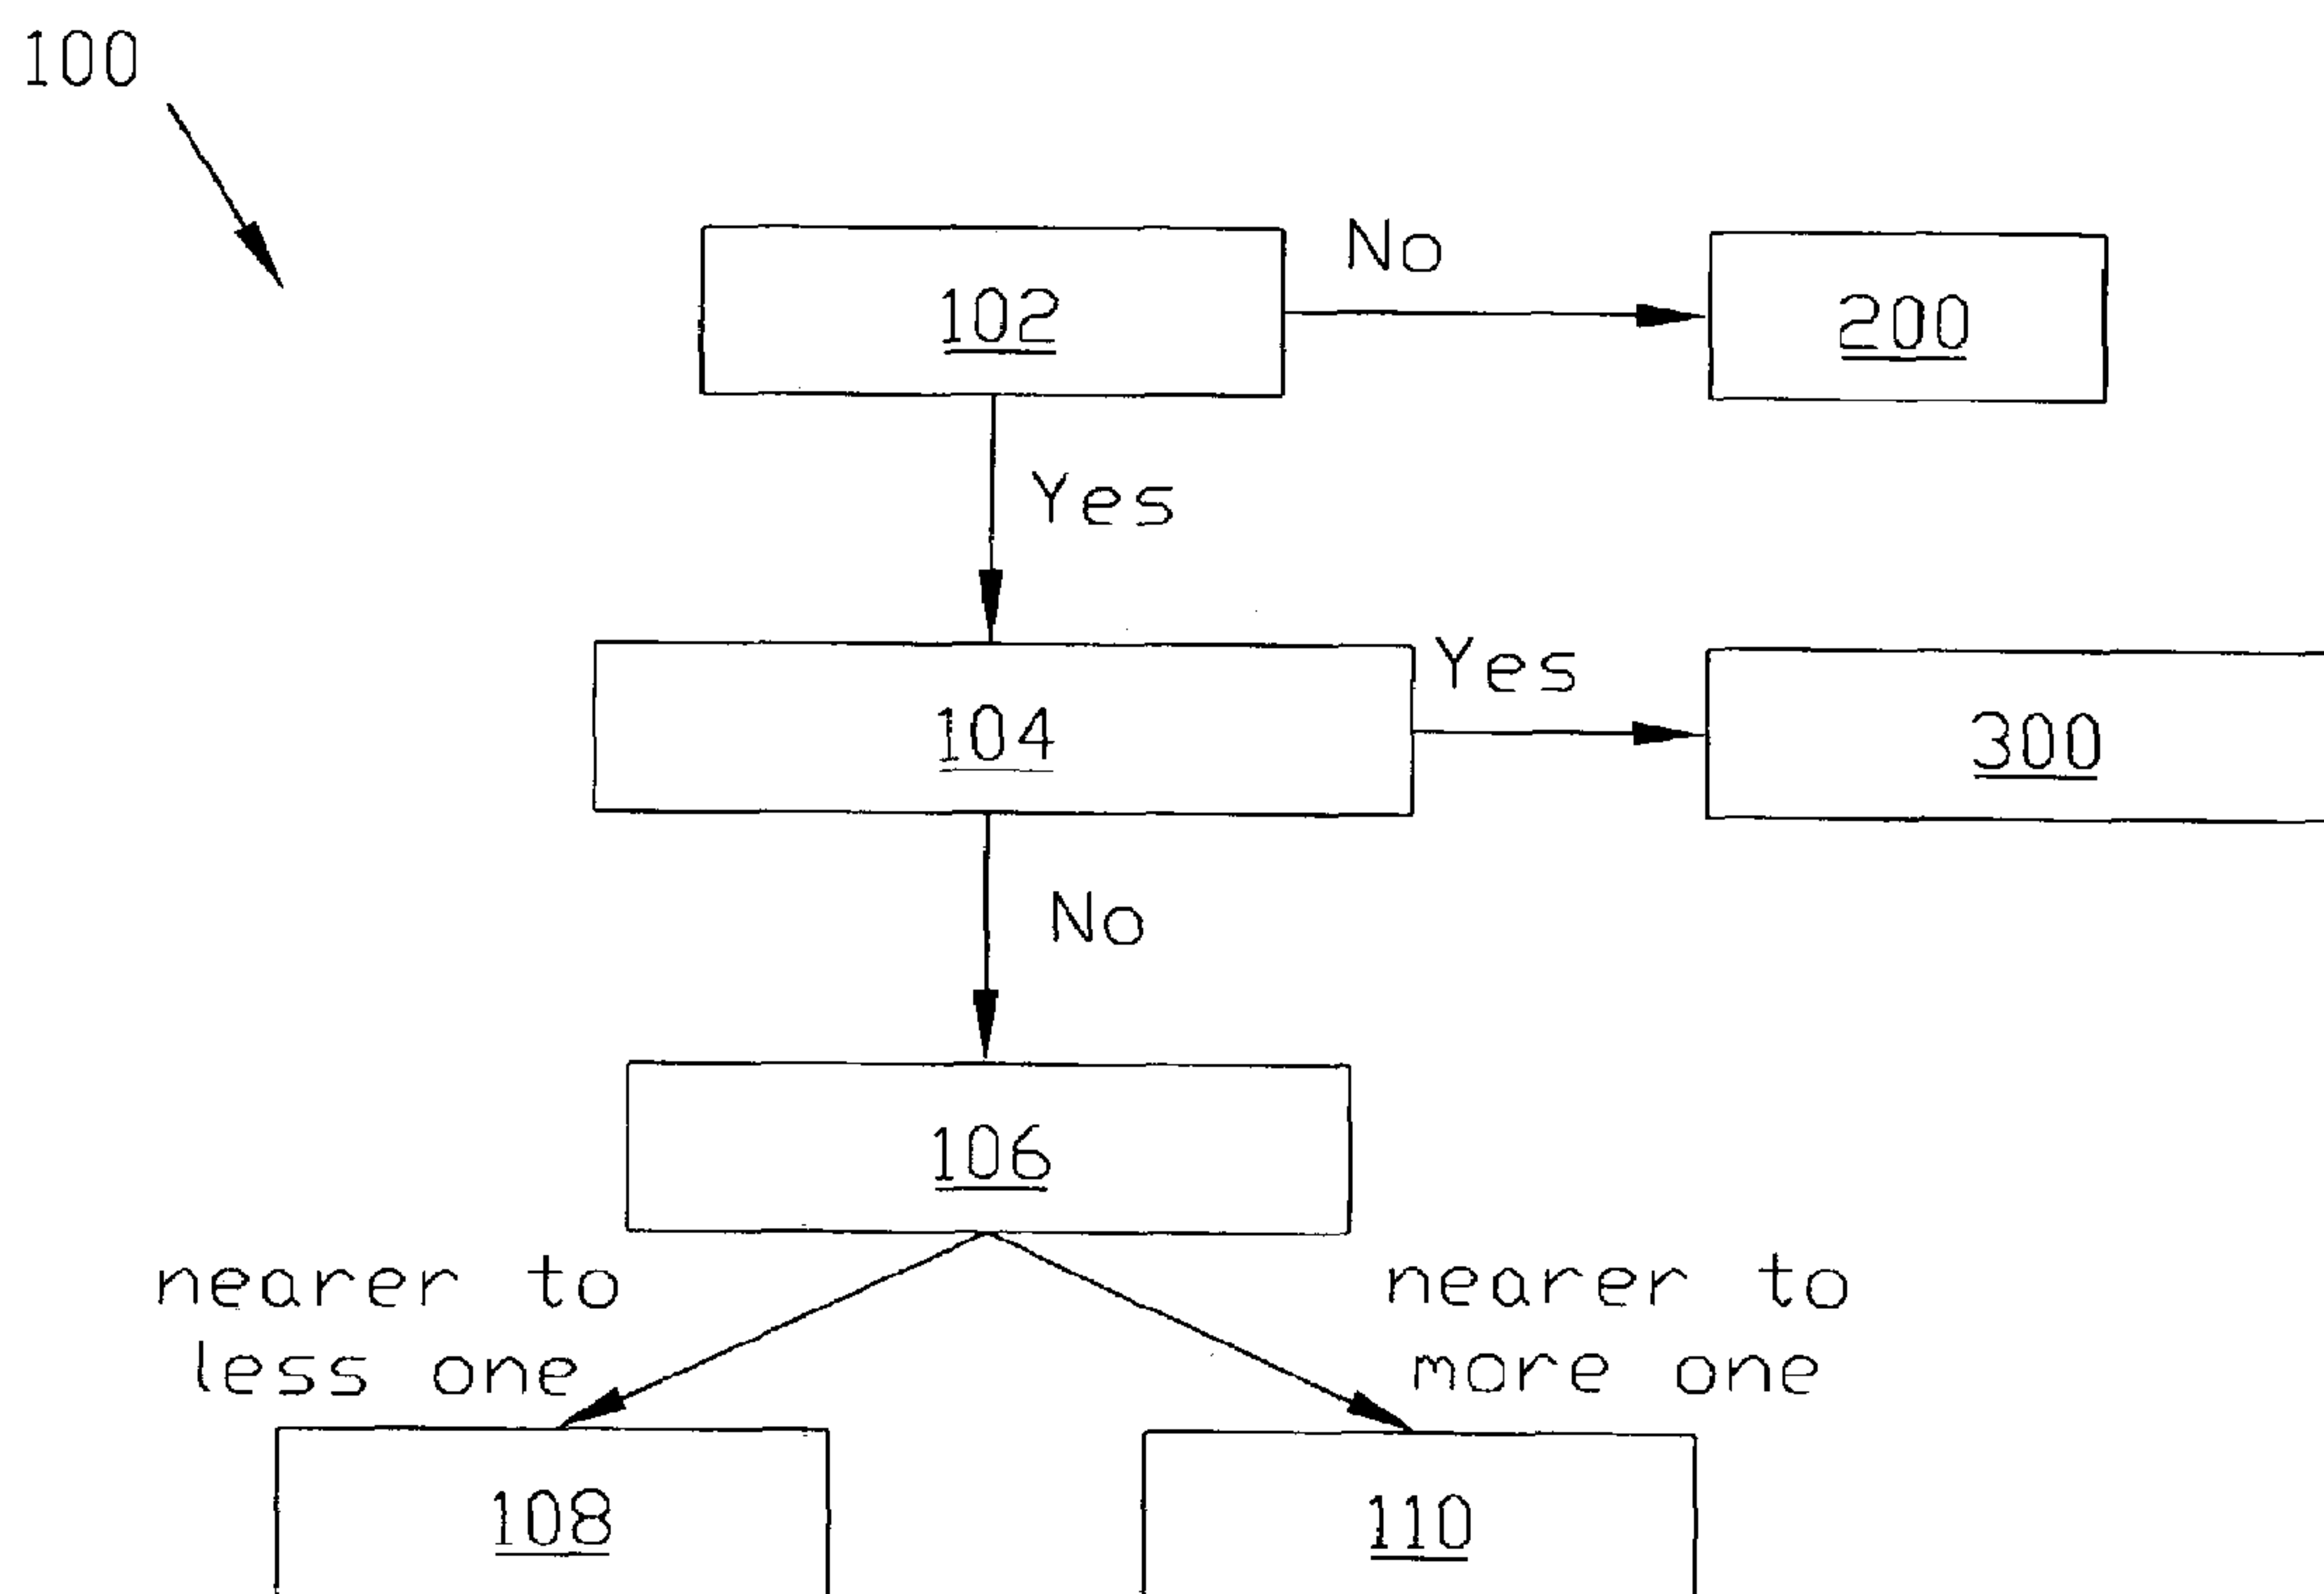 100
No
102
200
Yes
Yes
104
300
No
106
nearer to
less one
nearer to
more one
108
110